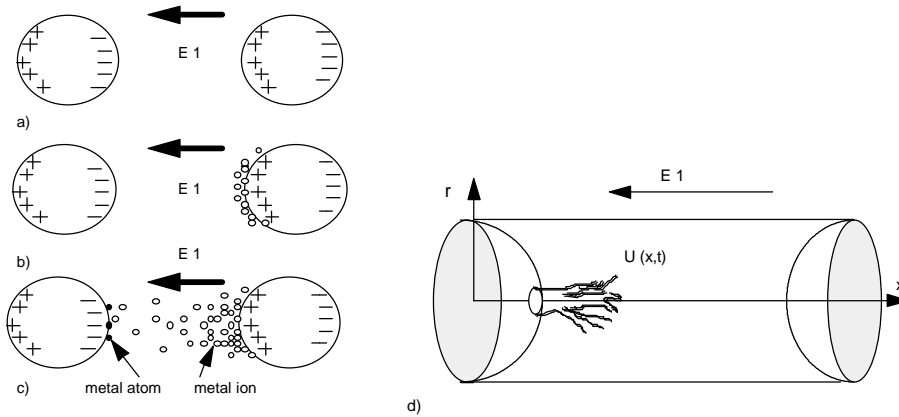 E 1
a)
E 1
b)
E 1
c)
metal atom
metal ion
r
E 1
U (x,t)
x
d)